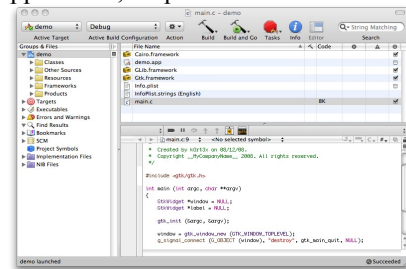 main.c – demo
demo Debug
Active Target Active Build Configuration Action Build Build and Go Tasks Info Editor Search
String Matching
Groups & Files
demo
Classes
Other Sources
Resources
Frameworks
Products
Targets
Executables
Errors and Warnings
Find Results
Bookmarks
SCM
Project Symbols
Implementation Files
NIB Files
File Name Code
Cairo.framework
demo.app
GLib.framework
Gtk.framework
Info.plist
InfoPlist.strings (English)
main.c 8K
main.c:9 <No selected symbol>
* Created by
* Copyright __MyCompanyName__ 2008. All rights reserved.
*/
#include <gtk/gtk.h>
int main (int argc, char **argv)
{
GtkWidget *window = NULL;
GtkWidget *label = NULL;
gtk_init (&argc, &argv);
window = gtk_window_new (GTK_WINDOW_TOPLEVEL);
g_signal_connect (G_OBJECT (window), "destroy", gtk_main_quit, NULL);
demo launched Succeeded